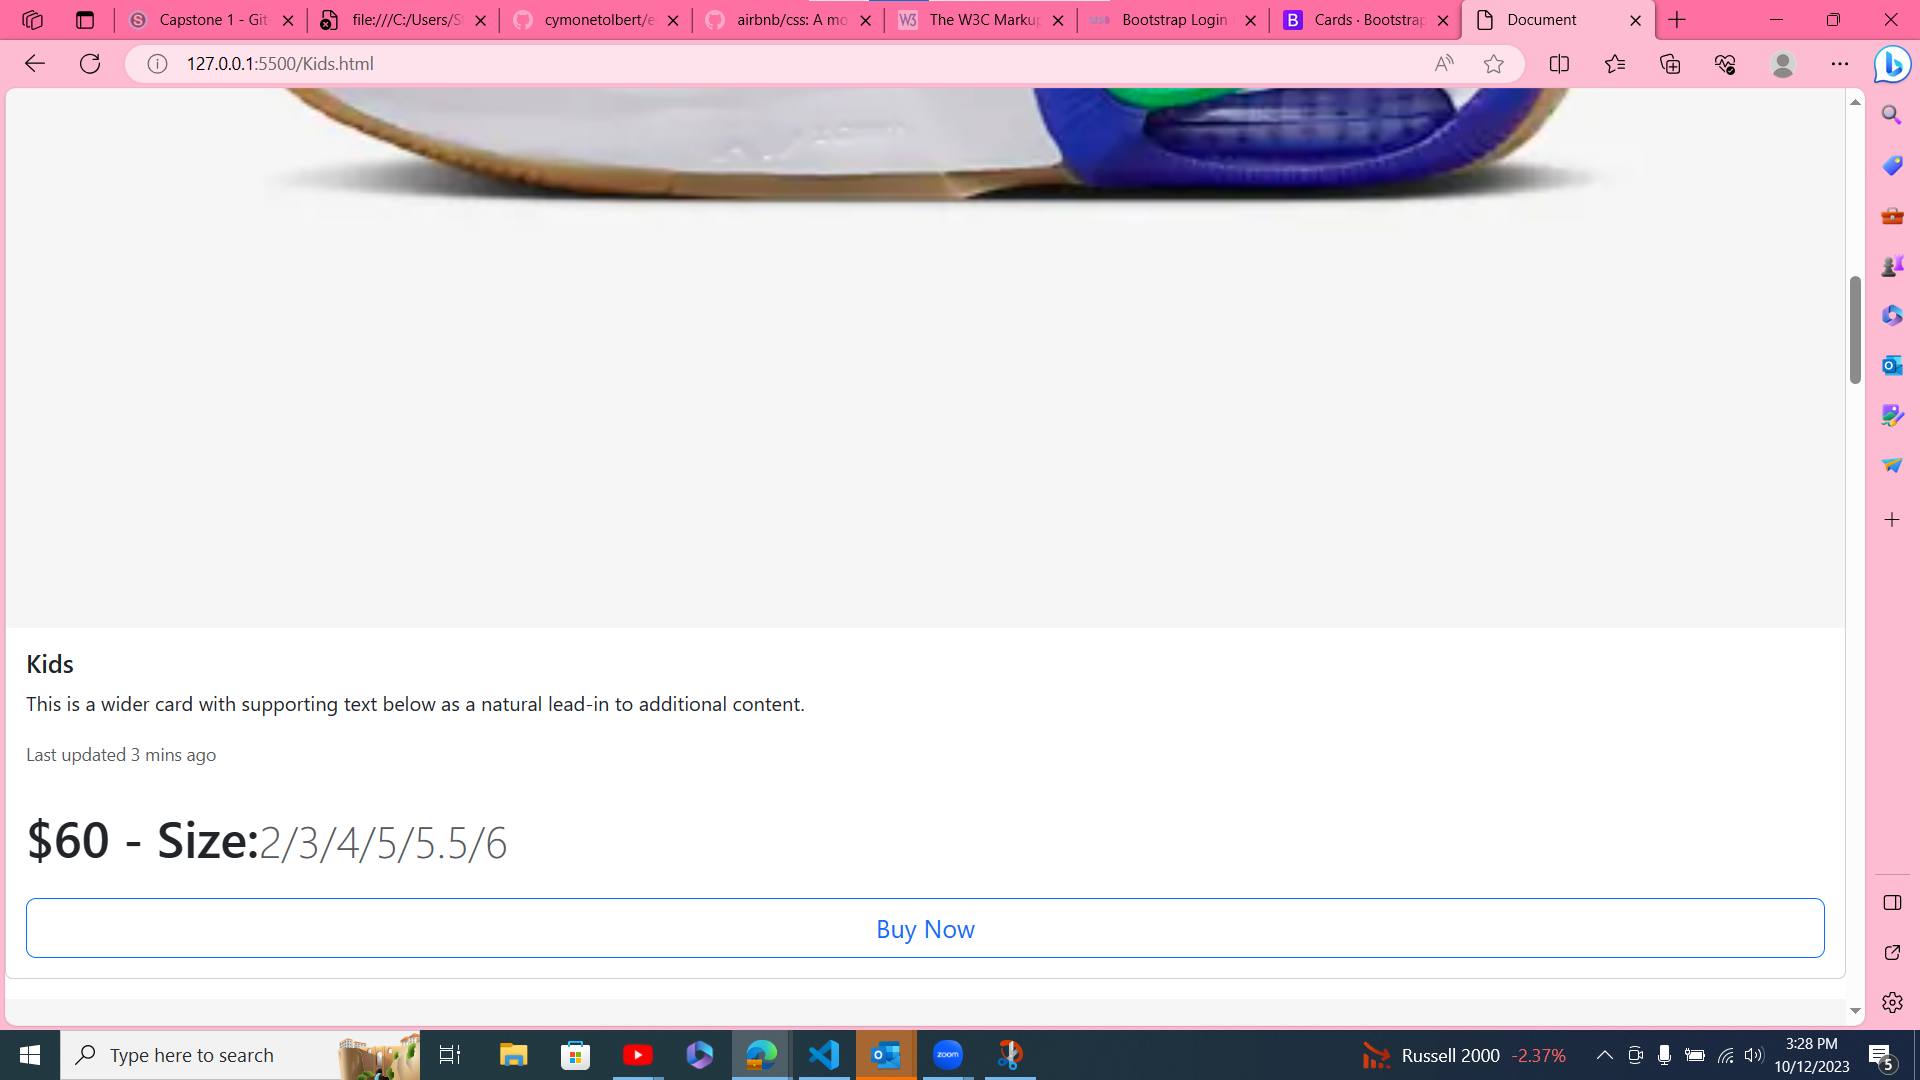 Capstone 1 - Git
file:///C:/Users/St
cymonetolbert/e
airbnb/css: A mo
W3 The W3C Markup
Bootstrap Login
B Cards · Bootstrap
Document
127.0.0.1:5500/Kids.html
Kids
This is a wider card with supporting text below as a natural lead-in to additional content.
Last updated 3 mins ago
$60 - Size:2/3/4/5/5.5/6
Buy Now
Type here to search
zoom
Russell 2000 -2.37%
3:28 PM
10/12/2023
5